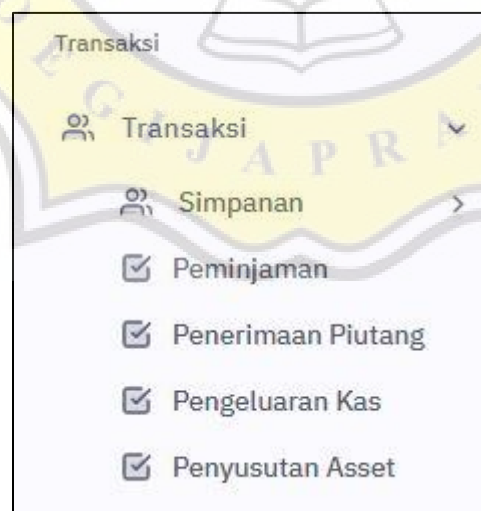 Transaksi
Transaksi
Simpanan
Peminjaman
Penerimaan Piutang
Pengeluaran Kas
Penyusutan Asset